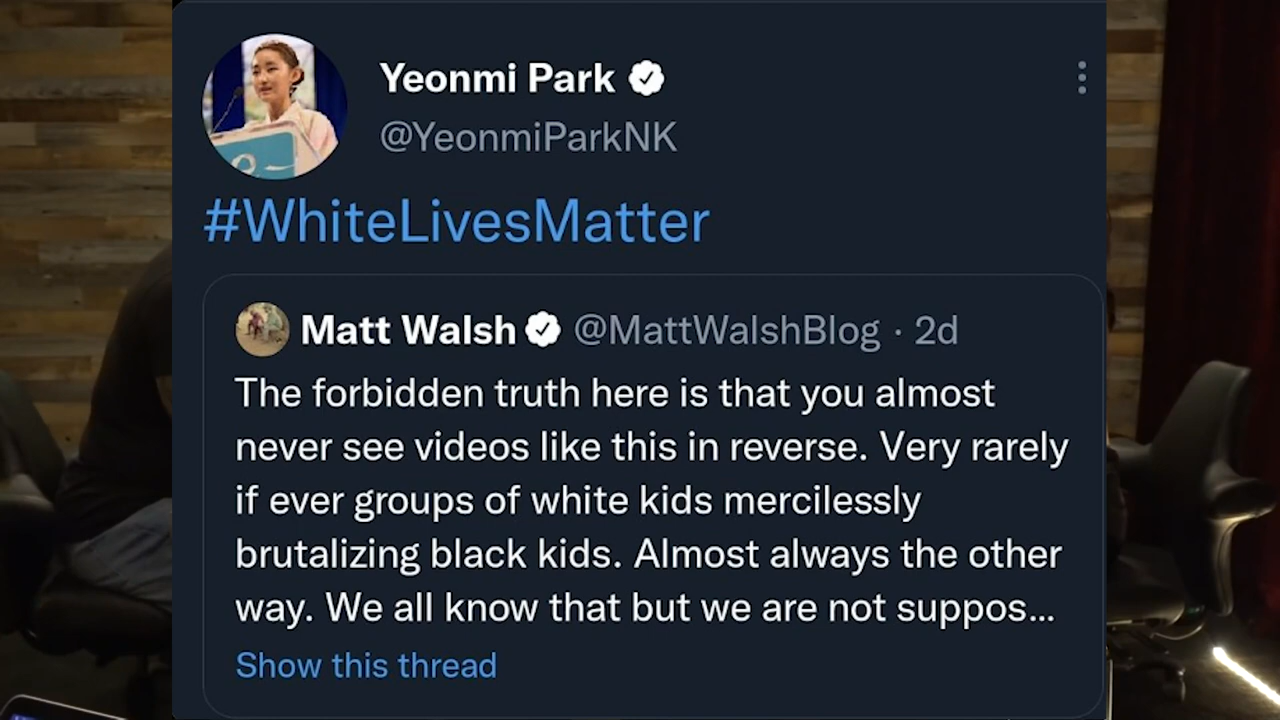 Yeonmi Park
@YeonmiParkNK
#WhiteLivesMatter
Matt Walsh @MattWalshBlog · 2d
The forbidden truth here is that you almost
never see videos like this in reverse. Very rarely
if ever groups of white kids mercilessly
brutalizing black kids. Almost always the other
way. We all know that but we are not suppos...
Show this thread